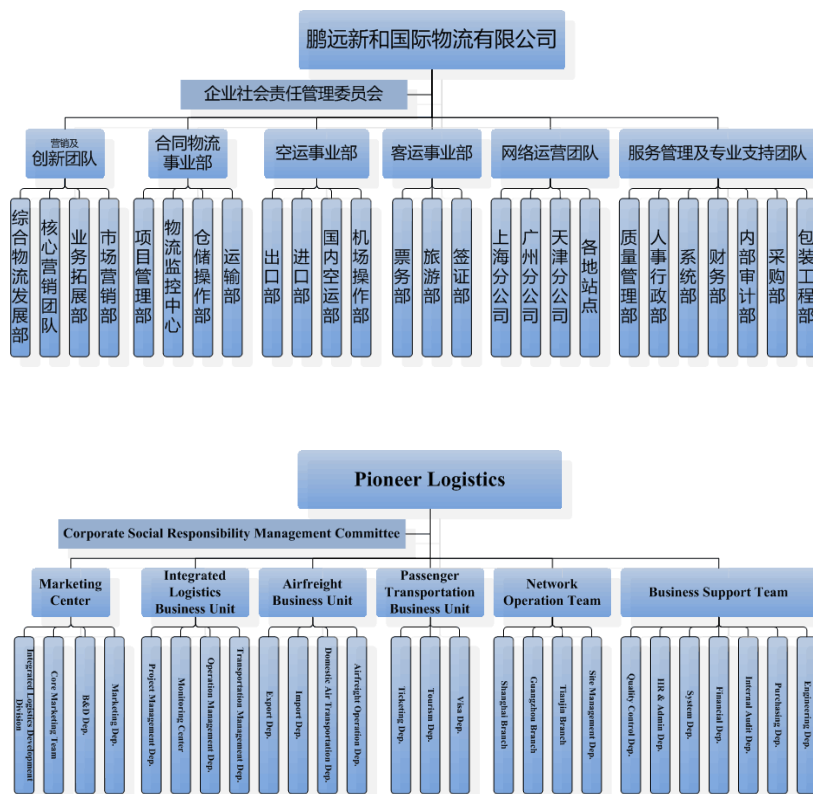 鹏远新和国际物流有限公司
企业社会责任管理委员会
营销及
创新团队
合同物流
事业部
空运事业部
客运事业部
网络运营团队
服务管理及专业支持团队
综合物流发展部
核心营销团队
业务拓展部
市场营销部
项目管理部
物流监控中心
仓储操作部
运输部
出口部
进口部
国内空运部
机场操作部
票务部
旅游部
签证部
上海分公司
广州分公司
天津分公司
各地站点
质量管理部
人事行政部
系统部
财务部
内部审计部
采购部
包装工程部
Pioneer Logistics
Corporate Social Responsibility Management Committee
Marketing
Center
Integrated
Logistics
Business Unit
Airfreight
Business Unit
Passenger
Transportation
Business Unit
Network
Operation Team
Business Support Team
Integrated Logistics Development
Division
Core Marketing Team
B&D Dep.
Marketing Dep.
Project Management Dep.
Monitoring Center
Operation Management Dep.
Transportation Management Dep.
Export Dep.
Import Dep.
Domestic Air Transportation Dep.
Airfreight Operation Dep.
Ticketing Dep.
Tourism Dep.
Visa Dep.
Shanghai Branch
Guangzhou Branch
Tianjin Branch
Site Management Dep.
Quality Control Dep.
HR & Admin Dep.
System Dep.
Financial Dep.
Internal Audit Dep.
Purchasing Dep.
Engineering Dep.